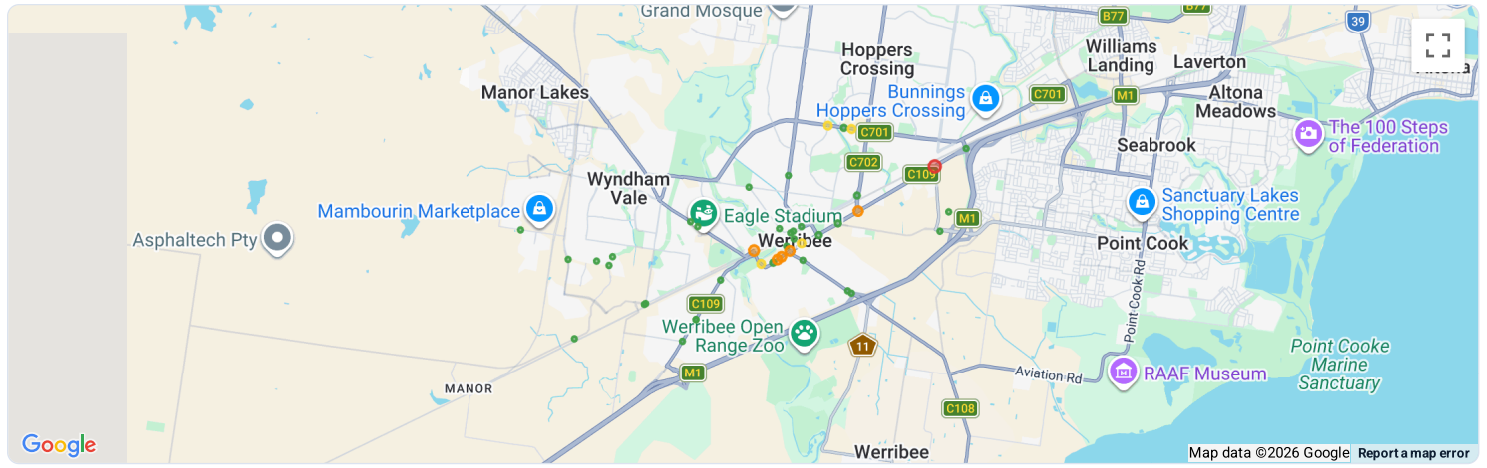 Grand Mosque
B77
B77
39
Hoppers
Crossing
Williams
Landing
Laverton
Altona
Manor Lakes
Bunnings
Hoppers Crossing
C701
M1
Altona
Meadows
C701
The 100 Steps
of Federation
Seabrook
C702
C109
Wyndham
Vale
Mambourin Marketplace
Eagle Stadium
M1
Sanctuary Lakes
Shopping Centre
Asphaltech Pty
Werribee
Point Cook
Point Cook Rd
C109
Werribee Open
Range Zoo
11
Point Cooke
Marine
Sanctuary
M1
MANOR
Aviation Rd
RAAF Museum
C108
Google
Werribee
Map data ©2026 Google
Report a map error